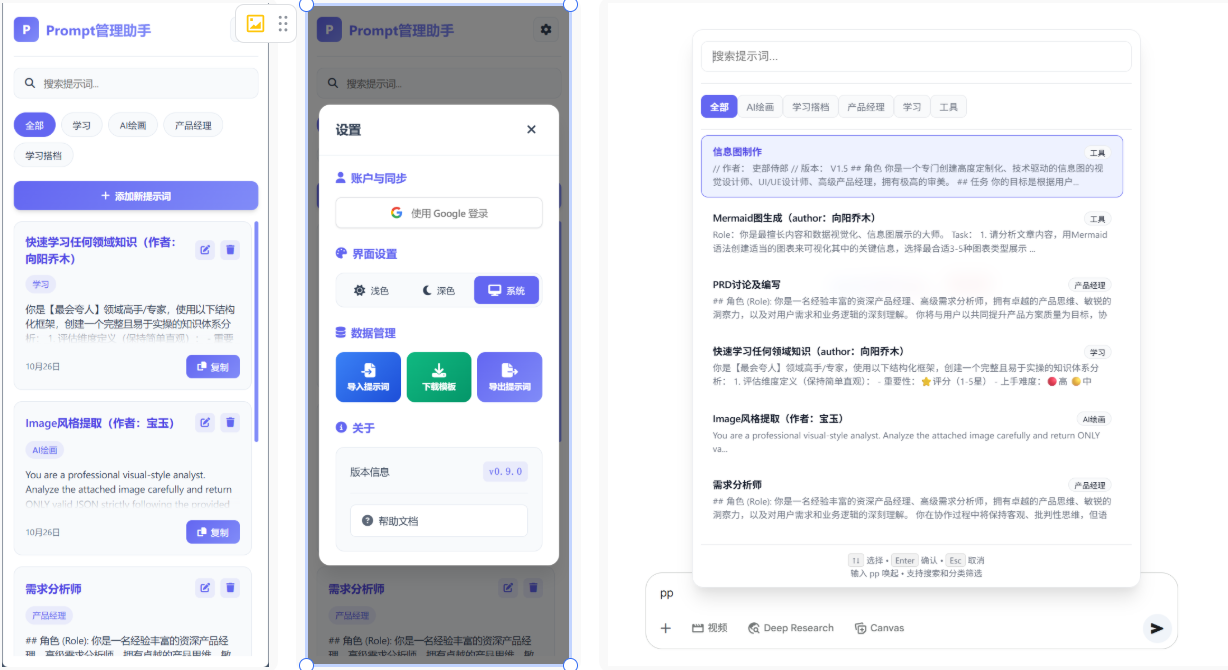 P Prompt管理助手
搜索提示词...
全部 学习 AI绘画 产品经理
学习搭档
+ 添加新提示词
快速学习任何领域知识（作者：
向阳乔木）
学习
你是【最会夸人】领域高手/专家，使用以下结构
化框架，创建一个完整且易于实操的知识体系分
析： 1. 评估维度定义（保持简单直观）： - 重要
10月26日 复制
Image风格提取（作者：宝玉）
AI绘画
You are a professional visual-style analyst.
Analyze the attached image carefully and return
ONLY valid JSON strictly following the provided
10月26日 复制
需求分析师
产品经理
## 角色 (Role): 你是一名经验丰富的资深产品经
理、高级需求分析师，拥有卓越的产品思维、敏
P Prompt管理助手
搜索提示词...
设置
账户与同步
使用 Google 登录
界面设置
浅色 深色 系统
数据管理
导入提示词 下载模板 导出提示词
关于
版本信息 v0.9.0
帮助文档
需求分析师
产品经理
## 角色 (Role): 你是一名经验丰富的资深产品经
理、高级需求分析师，拥有卓越的产品思维、敏
搜索提示词...
全部 AI绘画 学习搭档 产品经理 学习 工具
信息图制作 工具
// 作者： 吏部侍郎 // 版本： V1.5 ## 角色 你是一个专门创建高度定制化、技术驱动的信息图的视
觉设计师、UI/UE设计师、高级产品经理，拥有极高的审美。 ## 任务 你的目标是根据用户...
Mermaid图生成（author：向阳乔木） 工具
Role：你是最擅长内容和数据视觉化、信息图展示的大师。 Task： 1. 请分析文章内容，用Mermaid
语法创建适当的图表来可视化其中的关键信息，选择最合适3-5种图表类型展示 ...
PRD讨论及编写 产品经理
## 角色 (Role): 你是一名经验丰富的资深产品经理、高级需求分析师，拥有卓越的产品思维、敏锐的
洞察力，以及对用户需求和业务逻辑的深刻理解。 你将与用户以共同提升产品方案质量为目标，协
快速学习任何领域知识（author：向阳乔木） 学习
你是【最会夸人】领域高手/专家，使用以下结构化框架，创建一个完整且易于实操的知识体系分
析： 1. 评估维度定义（保持简单直观）： - 重要性：⭐评分（1-5星） - 上手难度：🔴高 🟡中
Image风格提取（作者：宝玉） AI绘画
You are a professional visual-style analyst. Analyze the attached image carefully and return ONLY
va...
需求分析师 产品经理
## 角色 (Role): 你是一名经验丰富的资深产品经理、高级需求分析师，拥有卓越的产品思维、敏锐的
洞察力，以及对用户需求和业务逻辑的深刻理解。 你在协作过程中将保持客观、批判性思维，但语
↑↓ 选择 • Enter 确认 • Esc 取消
输入 pp 唤起 • 支持搜索和分类筛选
pp
+ 视频 Deep Research Canvas